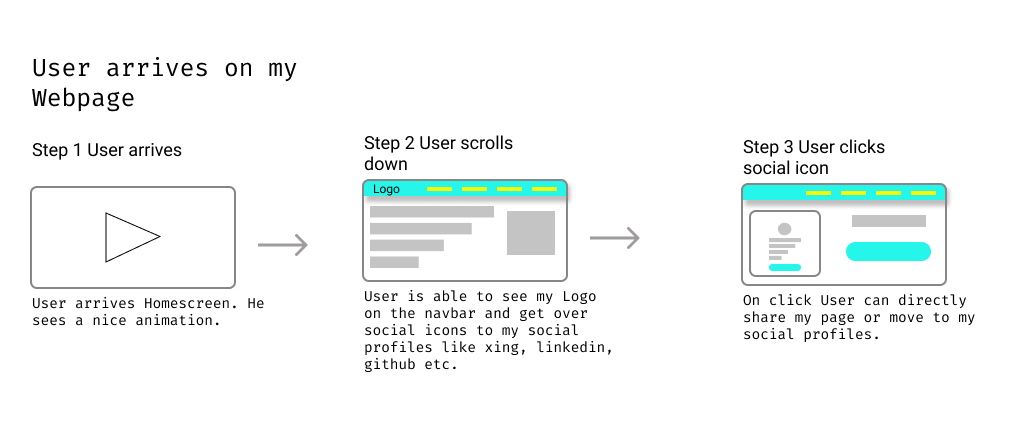 User arrives on my
Webpage
Step 1 User arrives
User arrives Homescreen. He
sees a nice animation.
Step 2 User scrolls
down
Logo
User is able to see my Logo
on the navbar and get over
social icons to my social
profiles like xing, linkedin,
github etc.
Step 3 User clicks
social icon
On click User can directly
share my page or move to my
social profiles.